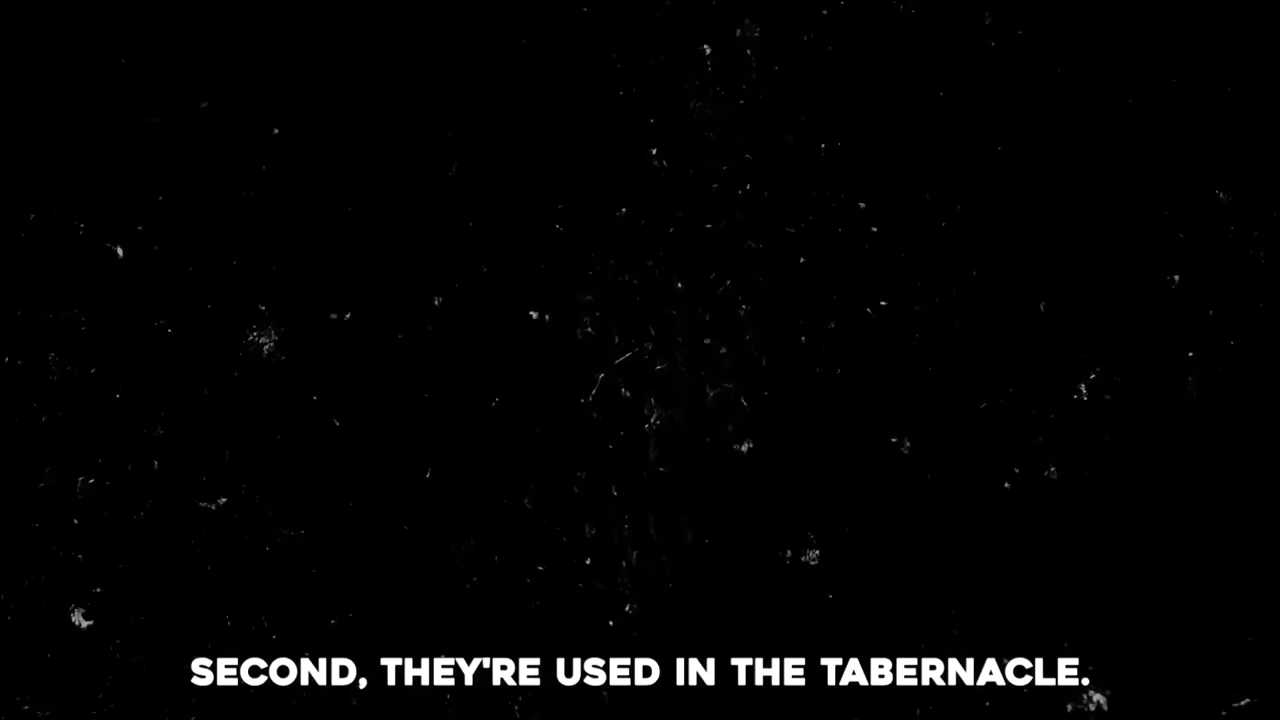 SECOND, THEY'RE USED IN THE TABERNACLE.